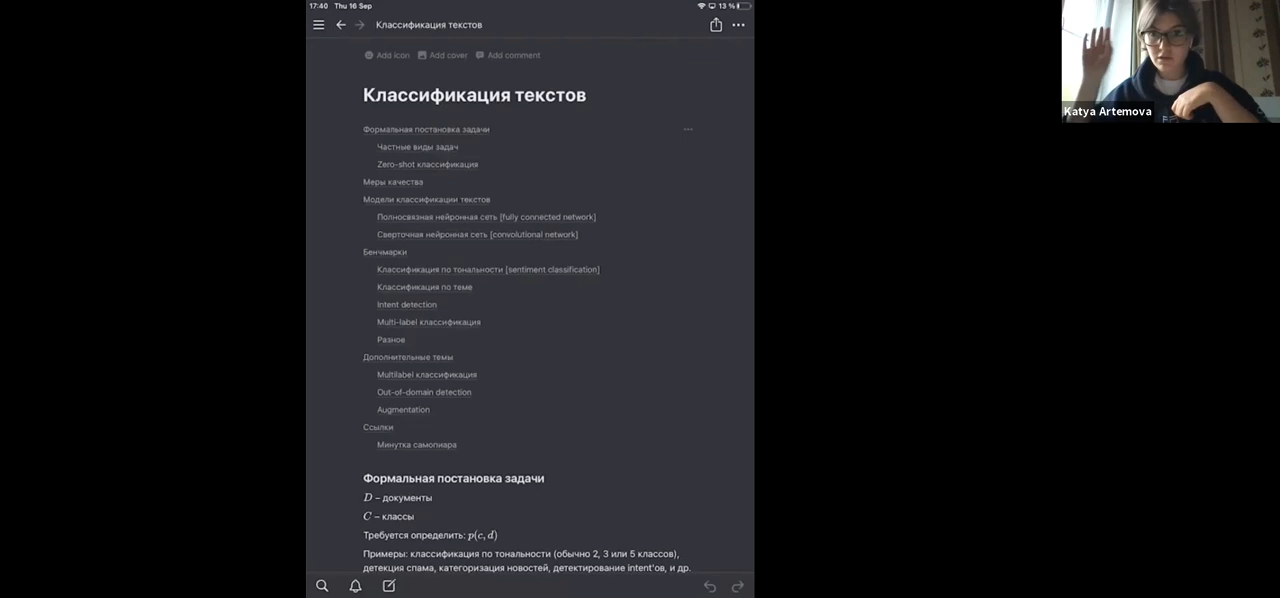 17:40 Thu 16 Sep
13 %
Классификация текстов
Add icon Add cover Add comment
Классификация текстов
Формальная постановка задачи
Частные виды задач
Zero-shot классификация
Меры качества
Модели классификации текстов
Полносвязная нейронная сеть [fully connected network]
Сверточная нейронная сеть [convolutional network]
Бенчмарки
Классификация по тональности [sentiment classification]
Классификация по теме
Intent detection
Multi-label классификация
Разное
Дополнительные темы
Multilabel классификация
Out-of-domain detection
Augmentation
Ссылки
Минутка самопиара
Формальная постановка задачи
D – документы
C – классы
Требуется определить: p(c, d)
Примеры: классификация по тональности (обычно 2, 3 или 5 классов),
детекция спама, категоризация новостей, детектирование intent'ов, и др.
Katya Artemova